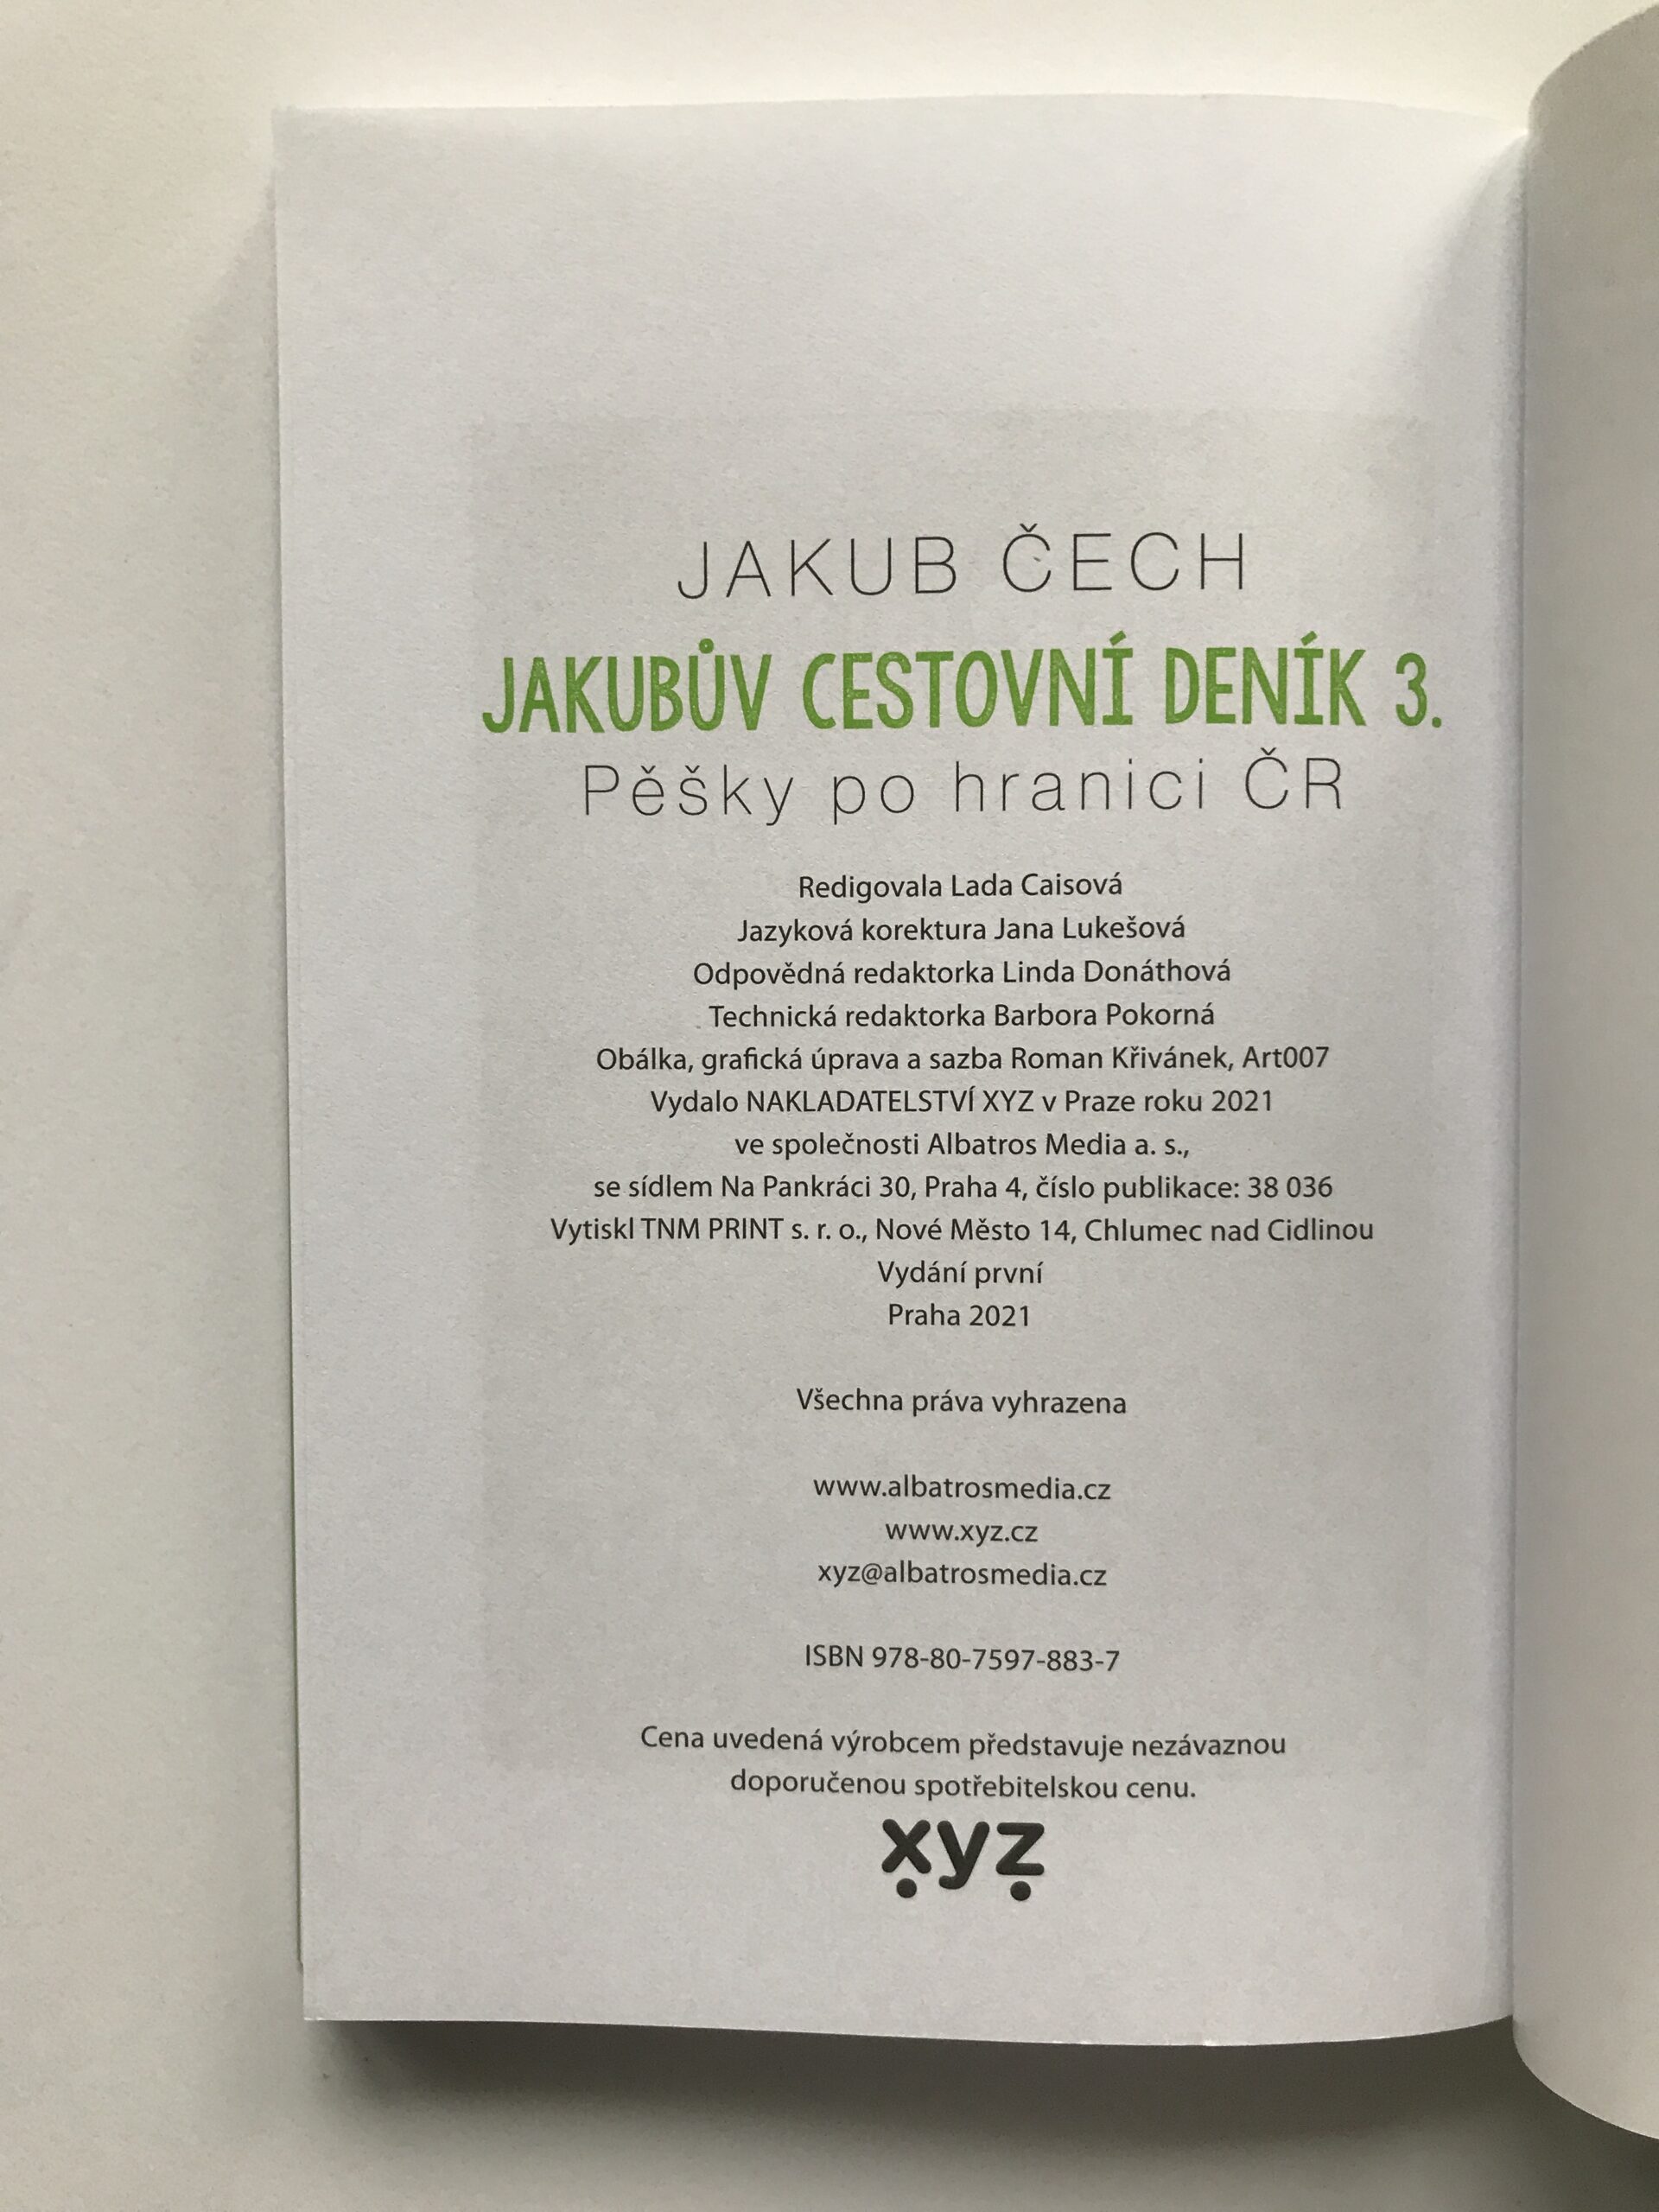 JAKUB ČECH
JAKUBŮV CESTOVNÍ DENÍK 3.
Pěšky po hranici ČR
Redigovala Lada Caisová
Jazyková korektura Jana Lukešová
Odpovědná redaktorka Linda Donáthová
Technická redaktorka Barbora Pokorná
Obálka, grafická úprava a sazba Roman Křivánek, Art007
Vydalo NAKLADATELSTVÍ XYZ v Praze roku 2021
ve společnosti Albatros Media a. s.,
se sídlem Na Pankráci 30, Praha 4, číslo publikace: 38 036
Vytiskl TNM PRINT s. r. o., Nové Město 14, Chlumec nad Cidlinou
Vydání první
Praha 2021
Všechna práva vyhrazena
www.albatrosmedia.cz
www.xyz.cz
xyz@albatrosmedia.cz
ISBN 978-80-7597-883-7
Cena uvedená výrobcem představuje nezávaznou
doporučenou spotřebitelskou cenu.
xyz